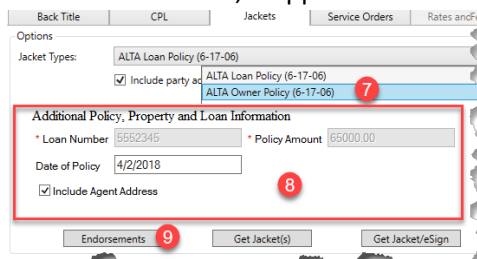 Back Title CPL Jackets Service Orders Rates and
Options
Jacket Types: ALTA Loan Policy (6-17-06)
Include party ALTA Loan Policy (6-17-06)
ALTA Owner Policy (6-17-06) 7
Additional Policy, Property and Loan Information
* Loan Number 5552345 * Policy Amount 65000.00
Date of Policy 4/2/2018
Include Agent Address 8
Endorsements 9 Get Jacket(s) Get Jacket/eSign